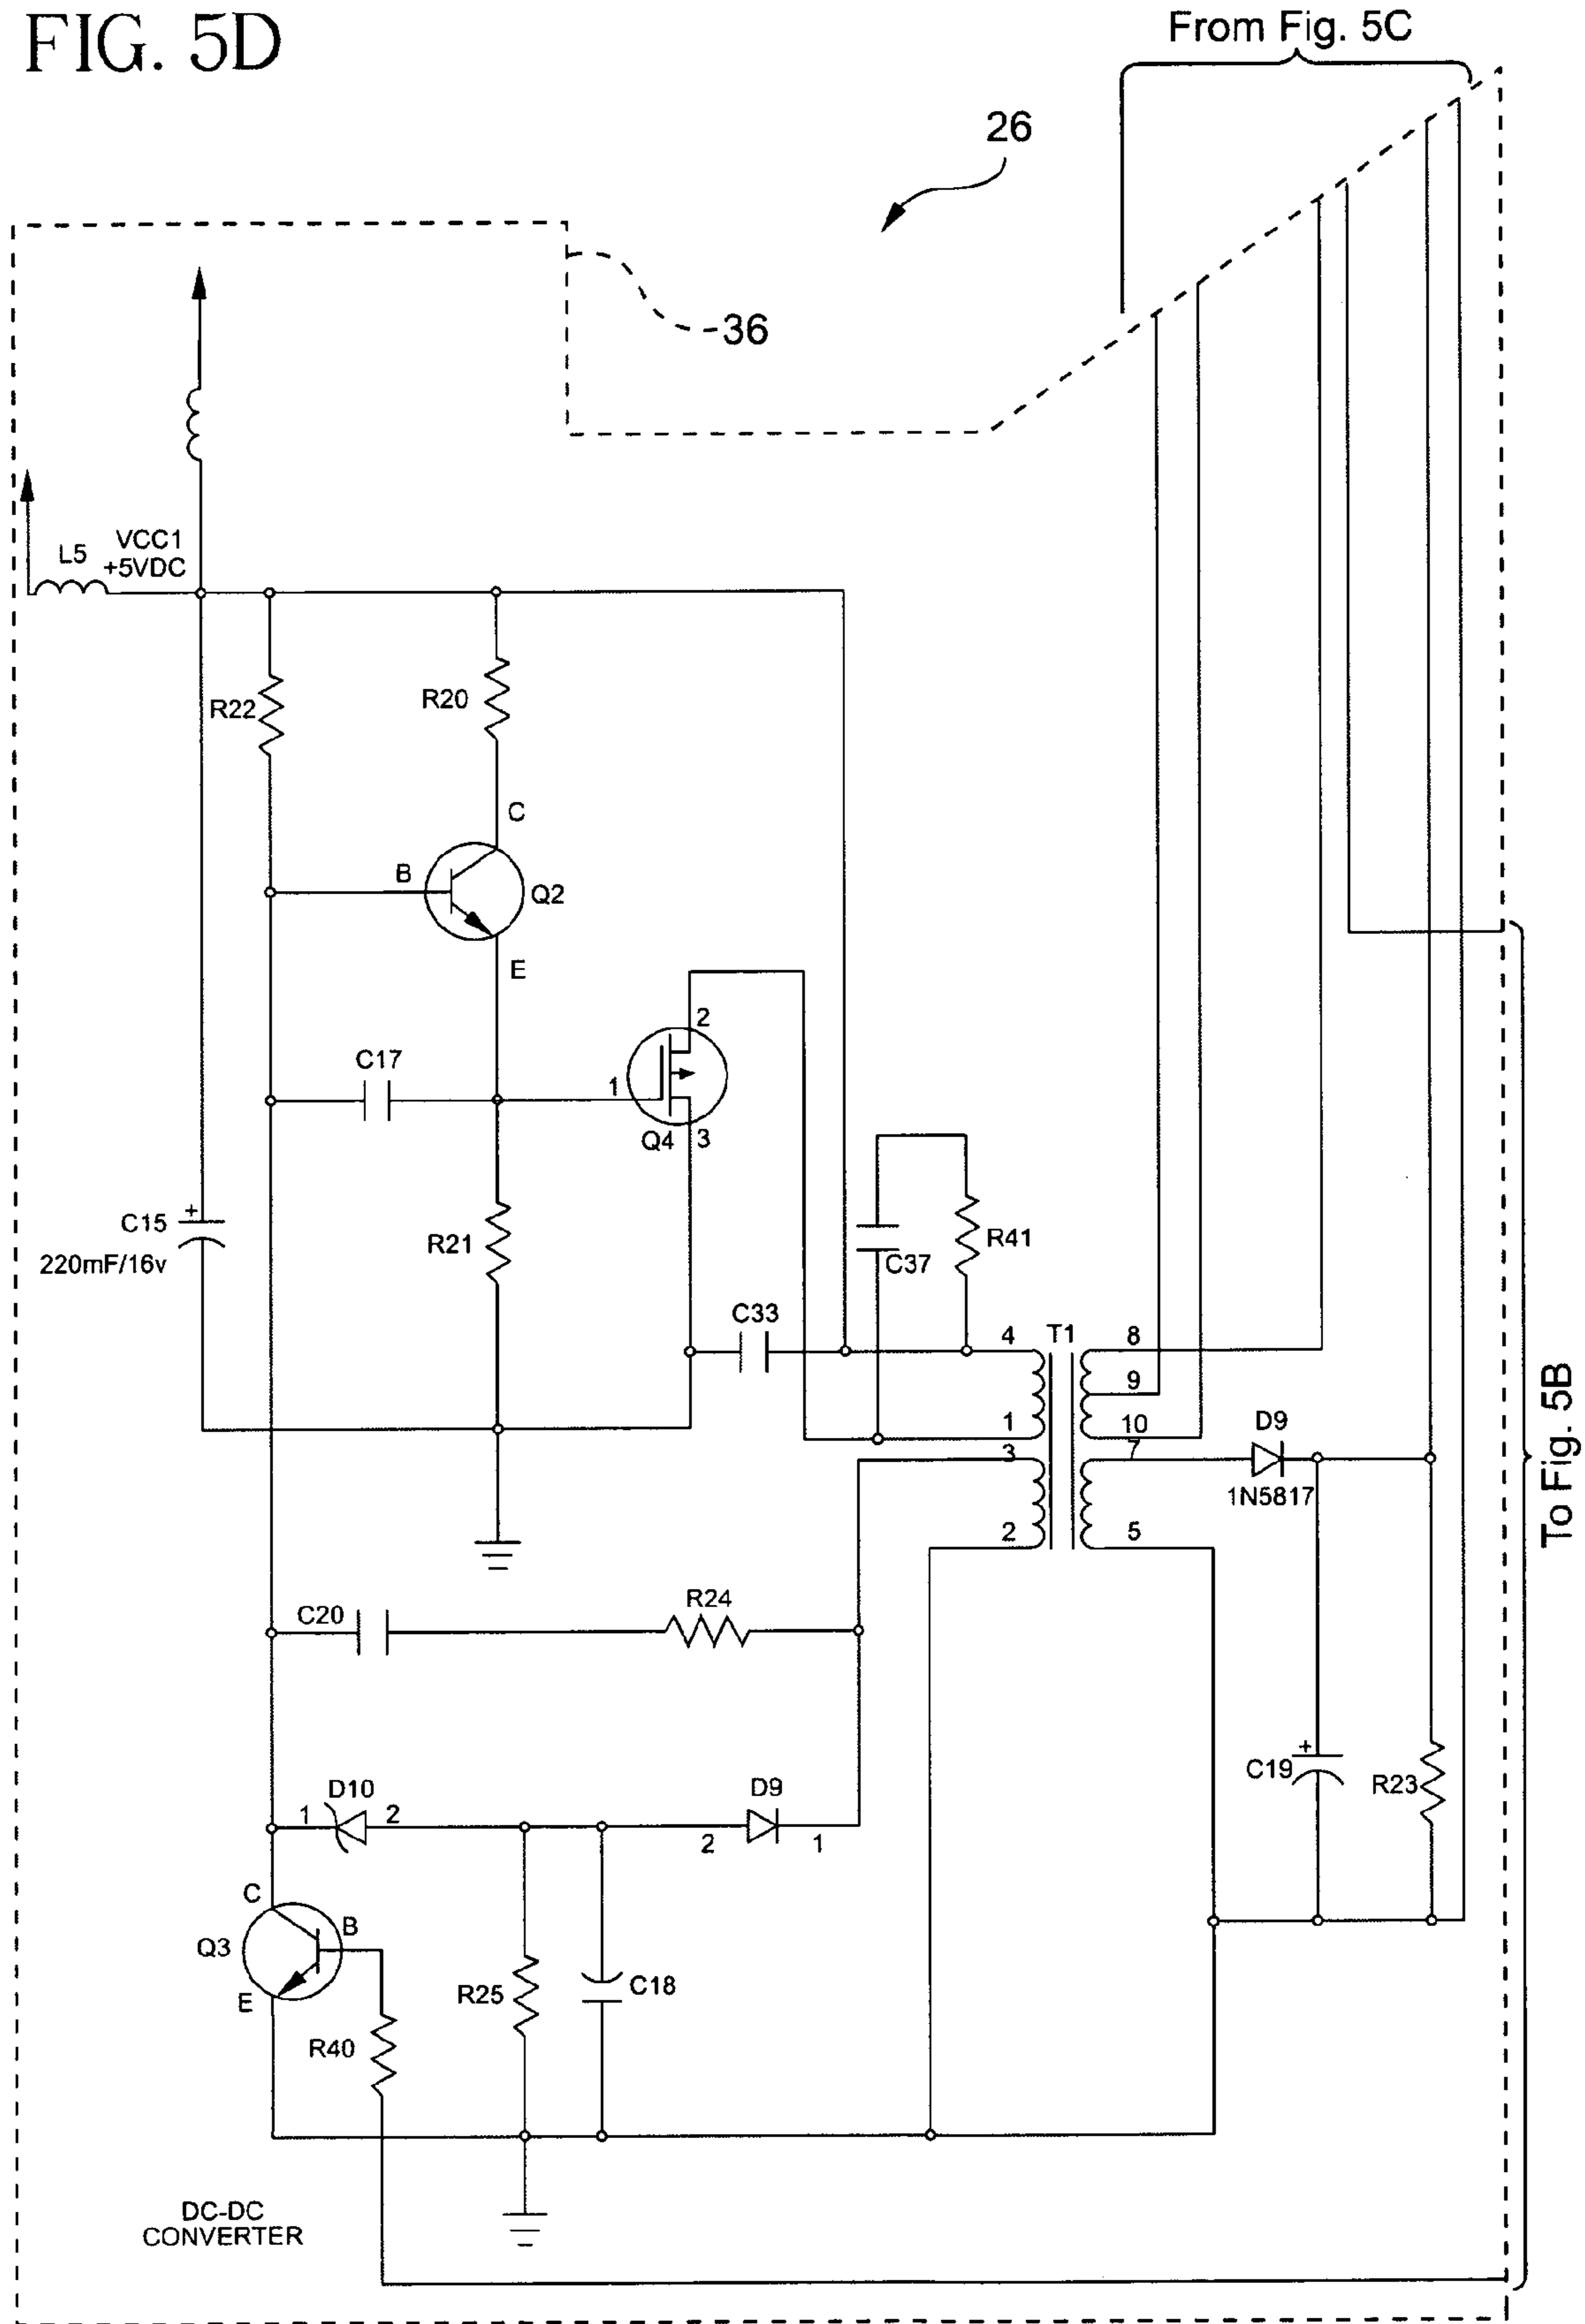 FIG. 5D
From Fig. 5C
26
36
L5
VCC1
+5VDC
R22
R20
C
B
Q2
E
2
C17
1
Q4
3
C15
+
220mF/16v
R21
C37
R41
C33
4
T1
8
9
1
10
3
7
D9
1N5817
2
5
To Fig. 5B
C20
R24
D10
1
2
D9
2
1
+
C19
R23
C
B
Q3
E
R25
C18
R40
DC-DC
CONVERTER